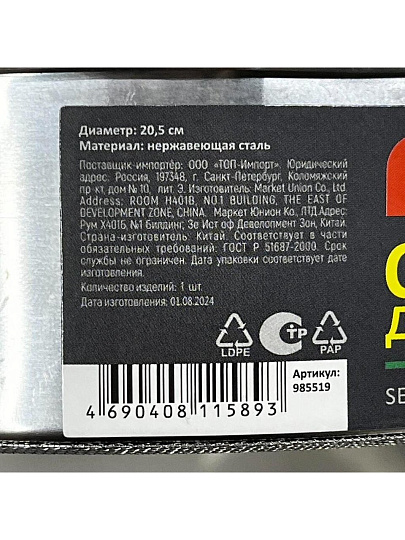 Диаметр: 20,5 см
Материал: нержавеющая сталь
Поставщик-импортёр: ООО «ТОП-Импорт». Юридический
адрес: Россия, 197348, г. Санкт-Петербург, Коломяжский
пр-кт, дом № 10, лит. Э. Изготовитель: Market Union Co., Ltd.
Address: ROOM H401B, NO.1 BUILDING, THE EAST OF
DEVELOPMENT ZONE, CHINA. Маркет Юнион Ко., ЛТД Адрес:
Рум Х401Б, №1 Билдинг, Зе Ист оф Деволопмент Зон, Китай.
Страна-изготовитель: Китай. Соответствует в части
обязательных требований: ГОСТ Р 51687-2000. Срок
службы не ограничен. Дата упаковки соответствует дате
изготовления.
Количество изделий: 1 шт.
Дата изготовления: 01.08.2024
LDPE
СТР
PAP
Артикул:
985519
4 690408 115893
SE